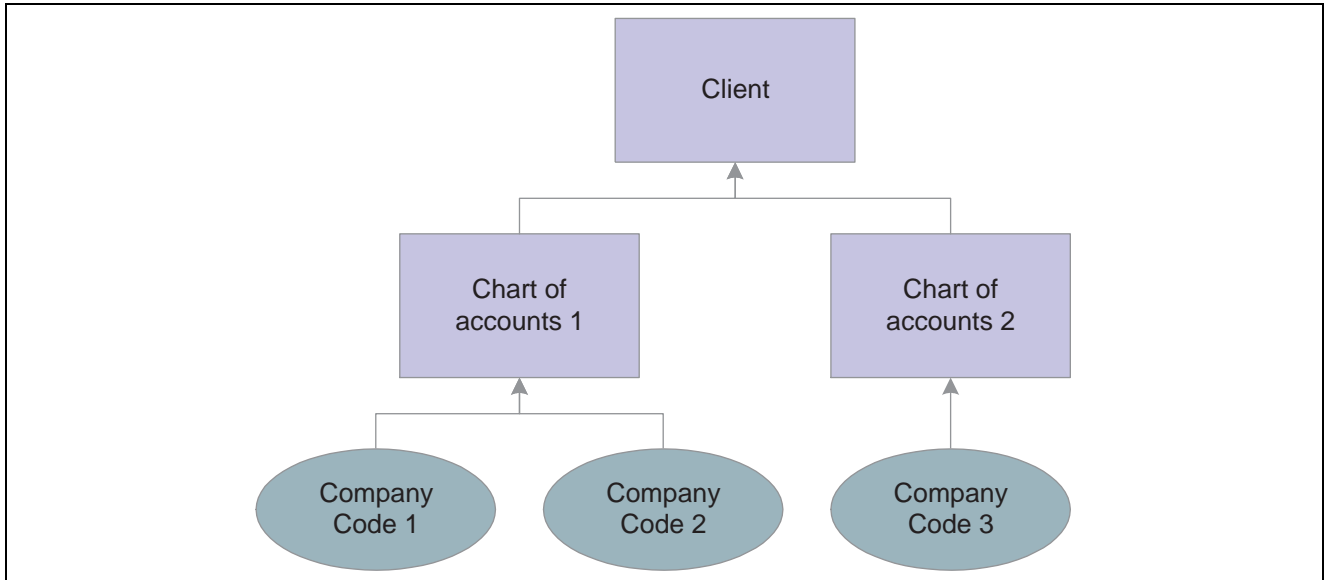 Client
Chart of
accounts 1
Chart of
accounts 2
Company
Code 1
Company
Code 2
Company
Code 3